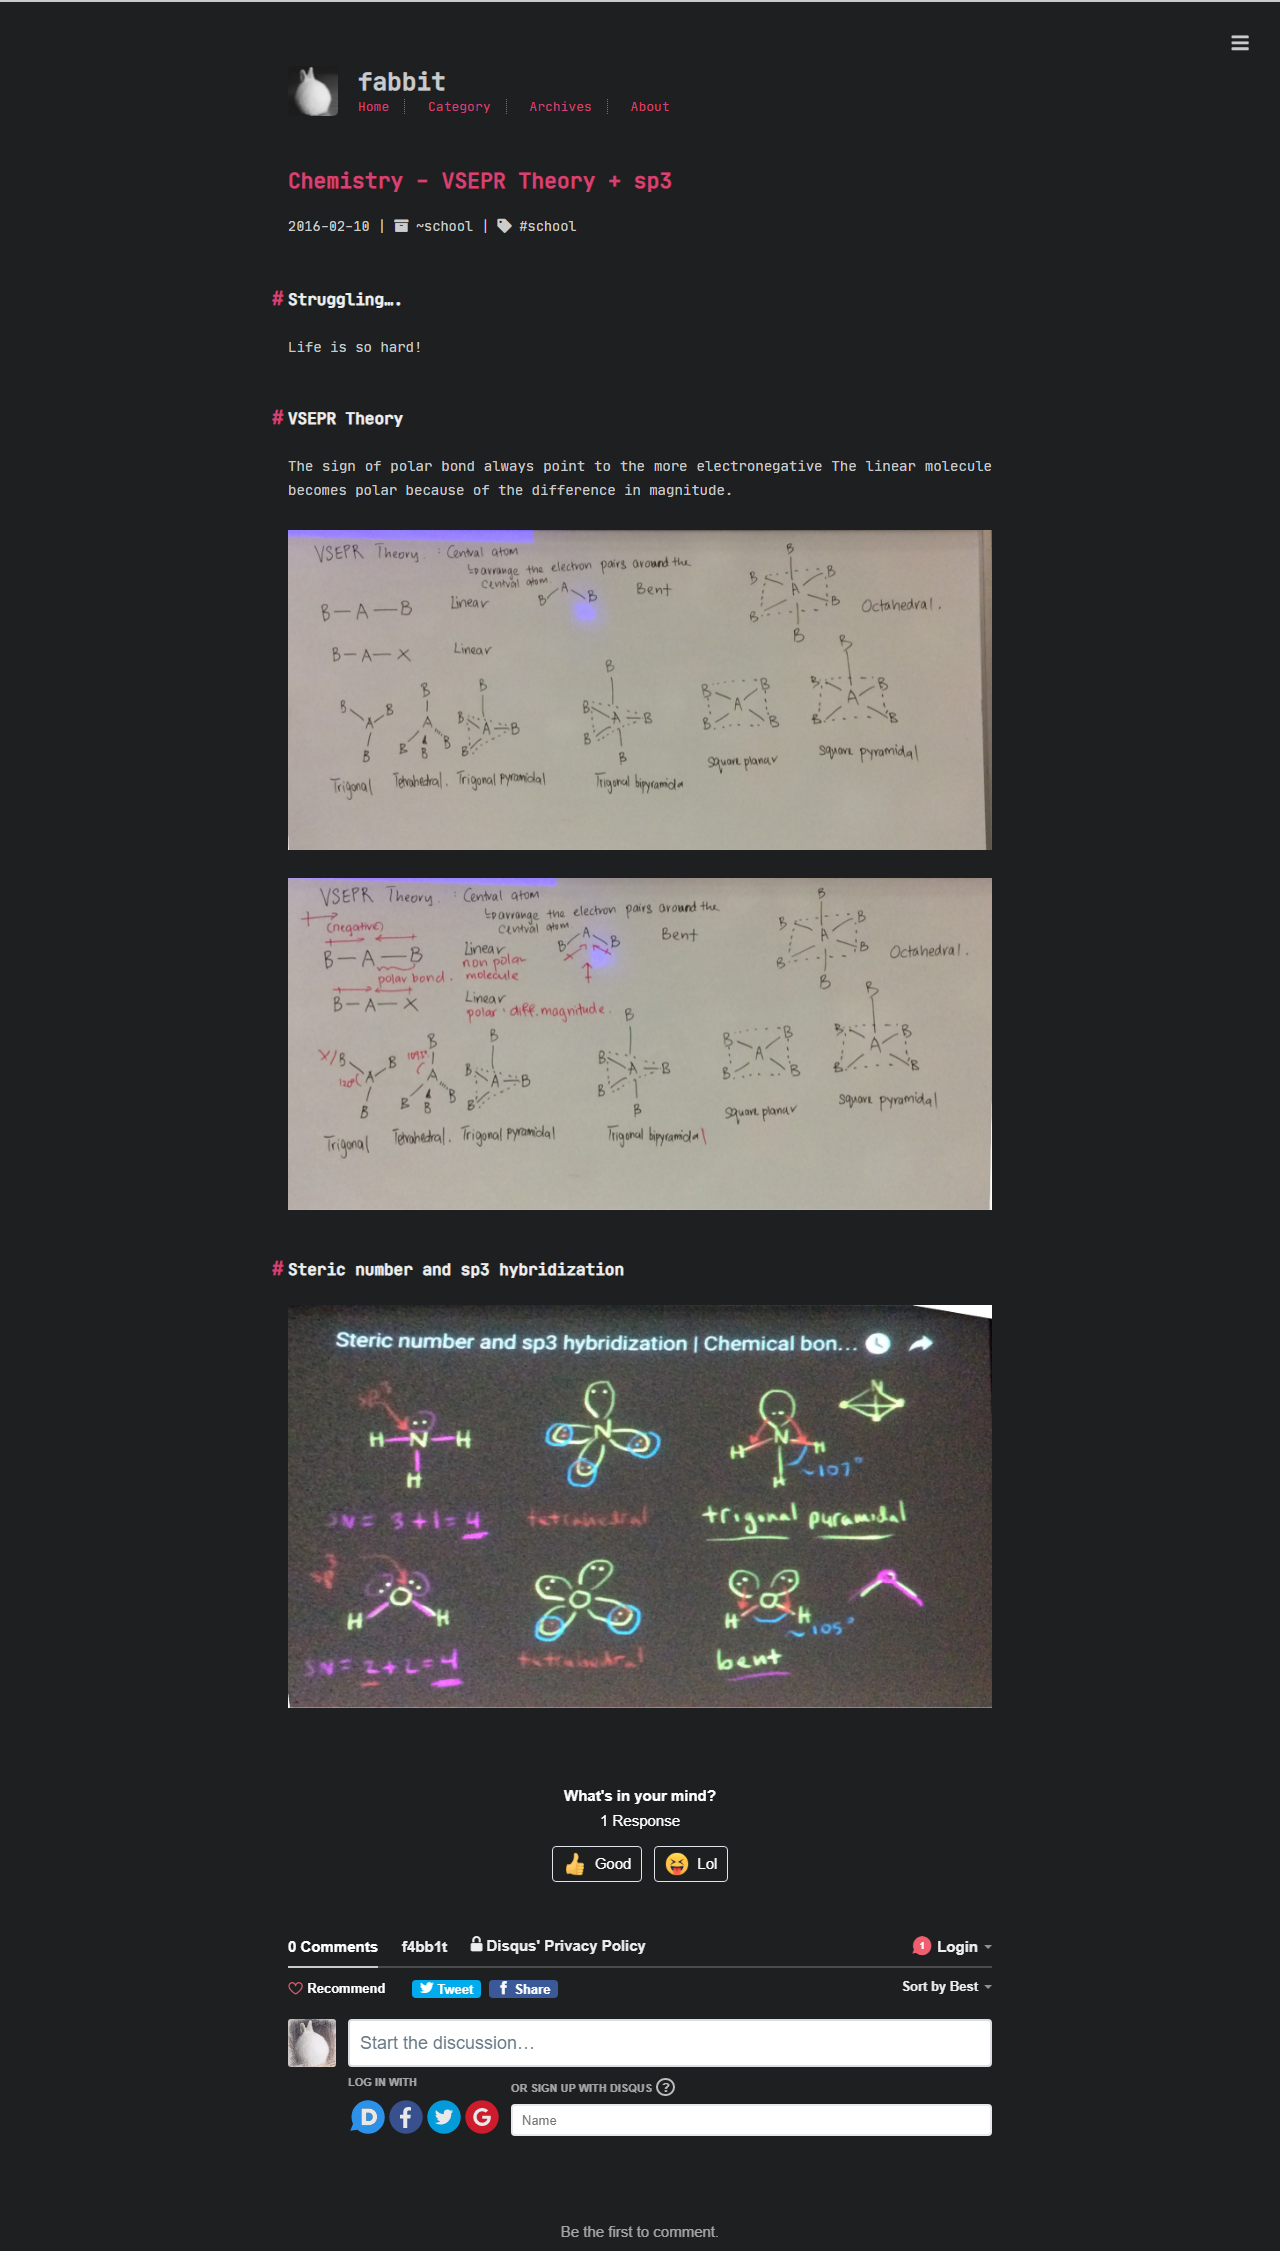 fabbit
Home Category Archives About
Chemistry - VSEPR Theory + sp3
2016-02-10 | ~school | #school
# Struggling….
Life is so hard!
# VSEPR Theory
The sign of polar bond always point to the more electronegative The linear molecule
becomes polar because of the difference in magnitude.
VSEPR Theory. : Central atom
↳arrange the electron pairs around the
central atom
B — A — B
Linear
B A B
Bent
B B B A B B B
Octahedral.
B — A — X
Linear
B B A B
Trigonal
B A B B B
Tetrahedral.
B B A B B
Trigonal pyramidal
B B A B B B
Trigonal bipyramida
B B A B B
Square planar
B B B A B B
Square pyramidal
VSEPR Theory. : Central atom
↳arrange the electron pairs around the
central atom
(negative)
B — A — B
polar bond.
Linear
non polar
molecule
B A B
Bent
B B B A B B B
Octahedral.
B — A — X
Linear
polar : diff. magnitude.
X/B B A B
120°
Trigonal
B A B B B
109.5°
Tetrahedral.
B B A B B
Trigonal pyramidal
B B A B B B
Trigonal bipyramidal
B B A B B
Square planar
B B B A B B
Square pyramidal
# Steric number and sp3 hybridization
Steric number and sp3 hybridization | Chemical bon…
sp3
H N H
H
N
N
H H
H
~107°
N
SN = 3+1=4
tetrahedral
trigonal pyramidal
sp3
O
H H
O
O
H H
~105°
SN = 2+2=4
tetrahedral
bent
What's in your mind?
1 Response
Good Lol
0 Comments f4bb1t Disqus' Privacy Policy 1 Login
Recommend Tweet Share Sort by Best
Start the discussion…
LOG IN WITH
OR SIGN UP WITH DISQUS ?
Name
Be the first to comment.